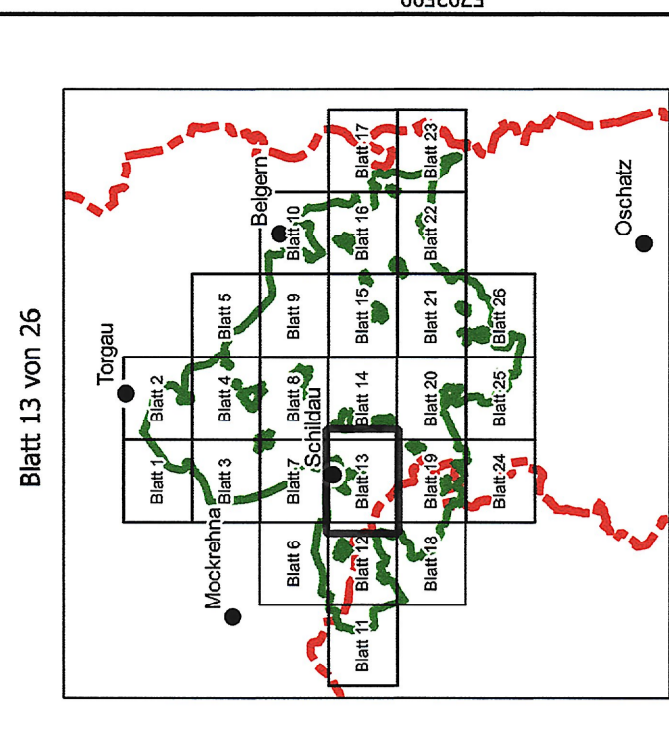 Blatt 13 von 26
Torgau
Blatt 1 Blatt 2
Mockrehna
Blatt 3 Blatt 4 Blatt 5
Belgern
Blatt 6 Blatt 7 Blatt 8 Blatt 9 Blatt 10
Schildau
Blatt 11 Blatt 12 Blatt 13 Blatt 14 Blatt 15 Blatt 16 Blatt 17
Blatt 18 Blatt 19 Blatt 20 Blatt 21 Blatt 22 Blatt 23
Blatt 24 Blatt 25 Blatt 26
Oschatz